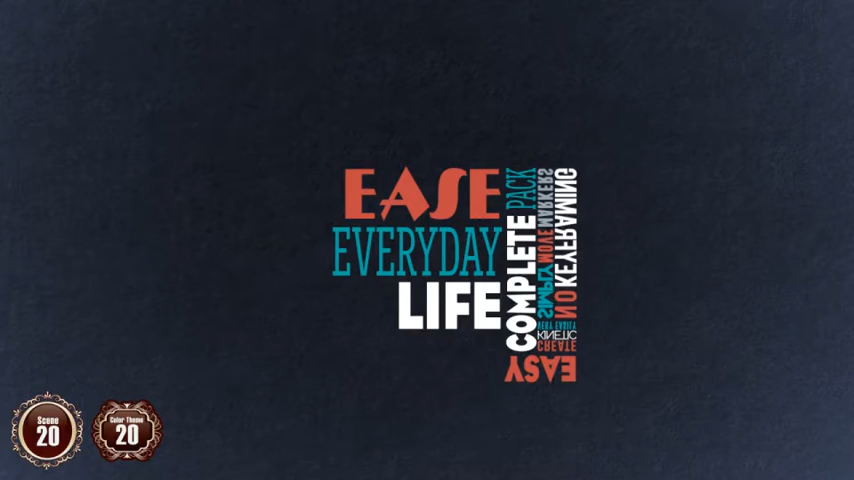 EASE
EVERYDAY
LIFE
COMPLETE PACK
SIMPLY MOVE MARKERS
NO KEYFRAMING
KINETIC
CREATE
EASY
Scene
20
Color Theme
20